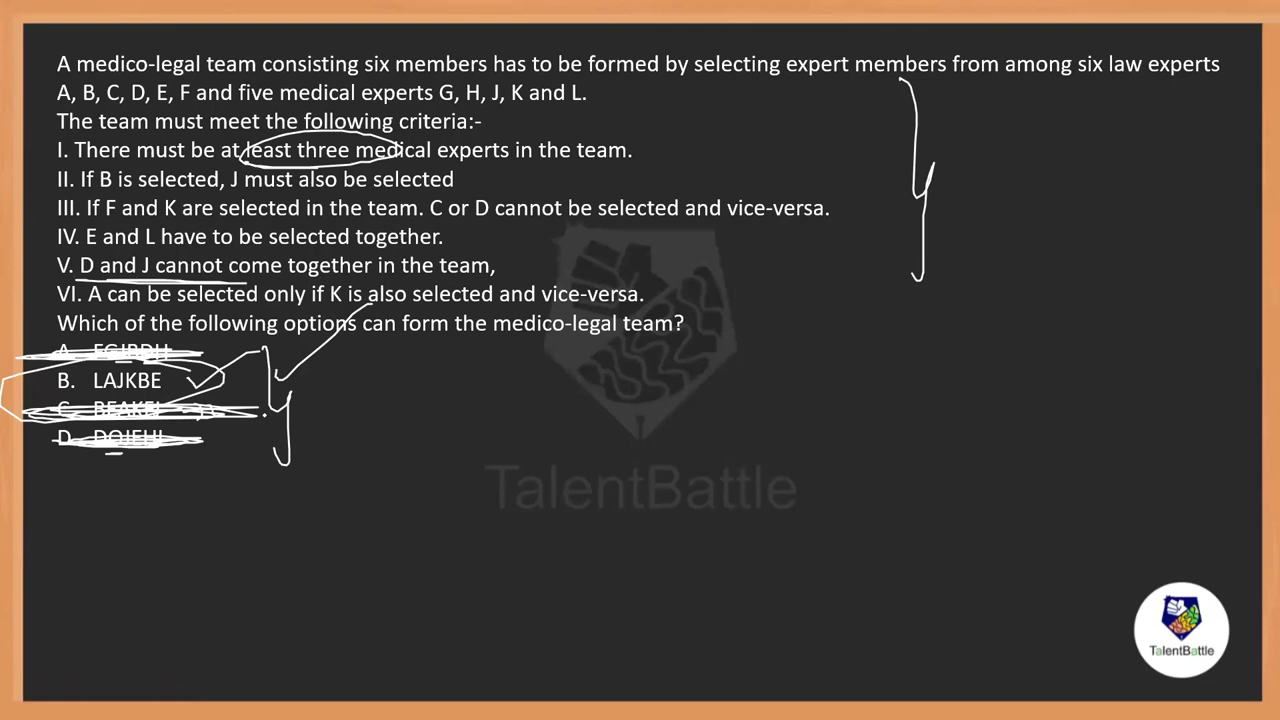 A medico-legal team consisting six members has to be formed by selecting expert members from among six law experts
A, B, C, D, E, F and five medical experts G, H, J, K and L.
The team must meet the following criteria:-
I. There must be at least three medical experts in the team.
II. If B is selected, J must also be selected
III. If F and K are selected in the team. C or D cannot be selected and vice-versa.
IV. E and L have to be selected together.
V. D and J cannot come together in the team,
VI. A can be selected only if K is also selected and vice-versa.
Which of the following options can form the medico-legal team?
A.
B. LAJKBE
C.
D.
TalentBattle
TalentBattle